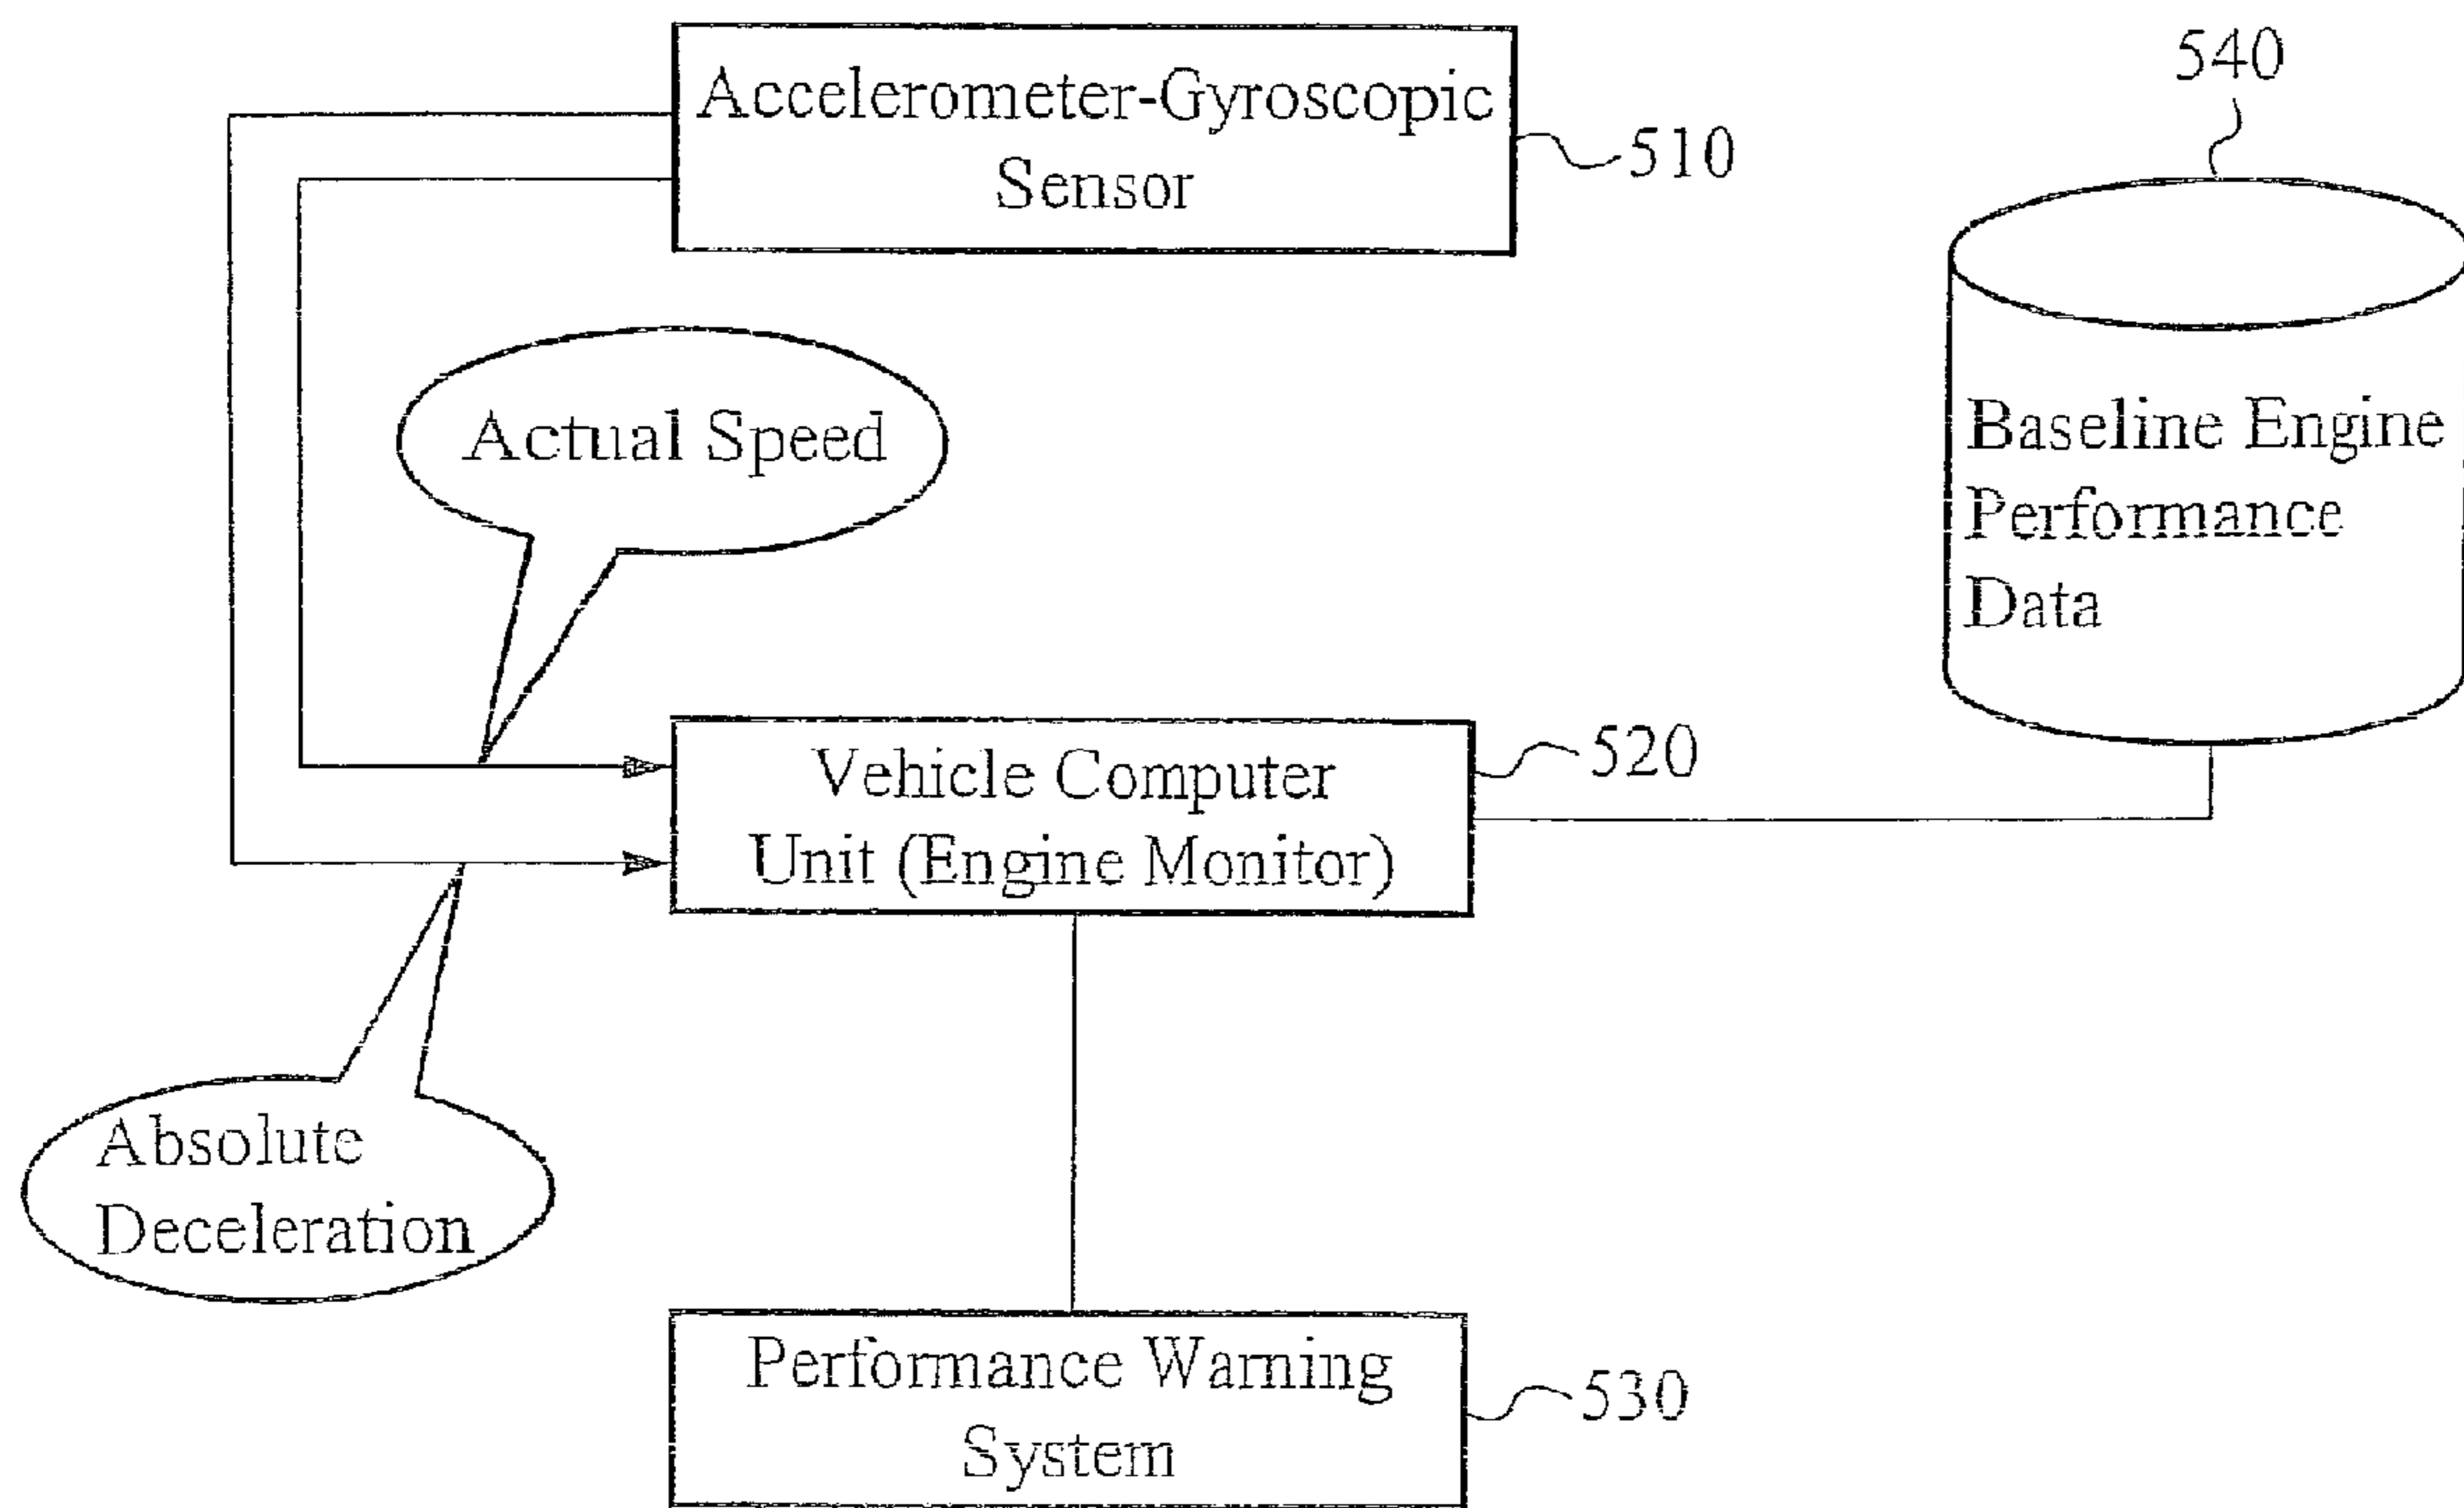 Accelerometer-Gyroscopic
Sensor
510
540
Actual Speed
Baseline Engine
Performance
Data
Vehicle Computer
Unit (Engine Monitor)
520
Absolute
Deceleration
Performance Warning
System
530